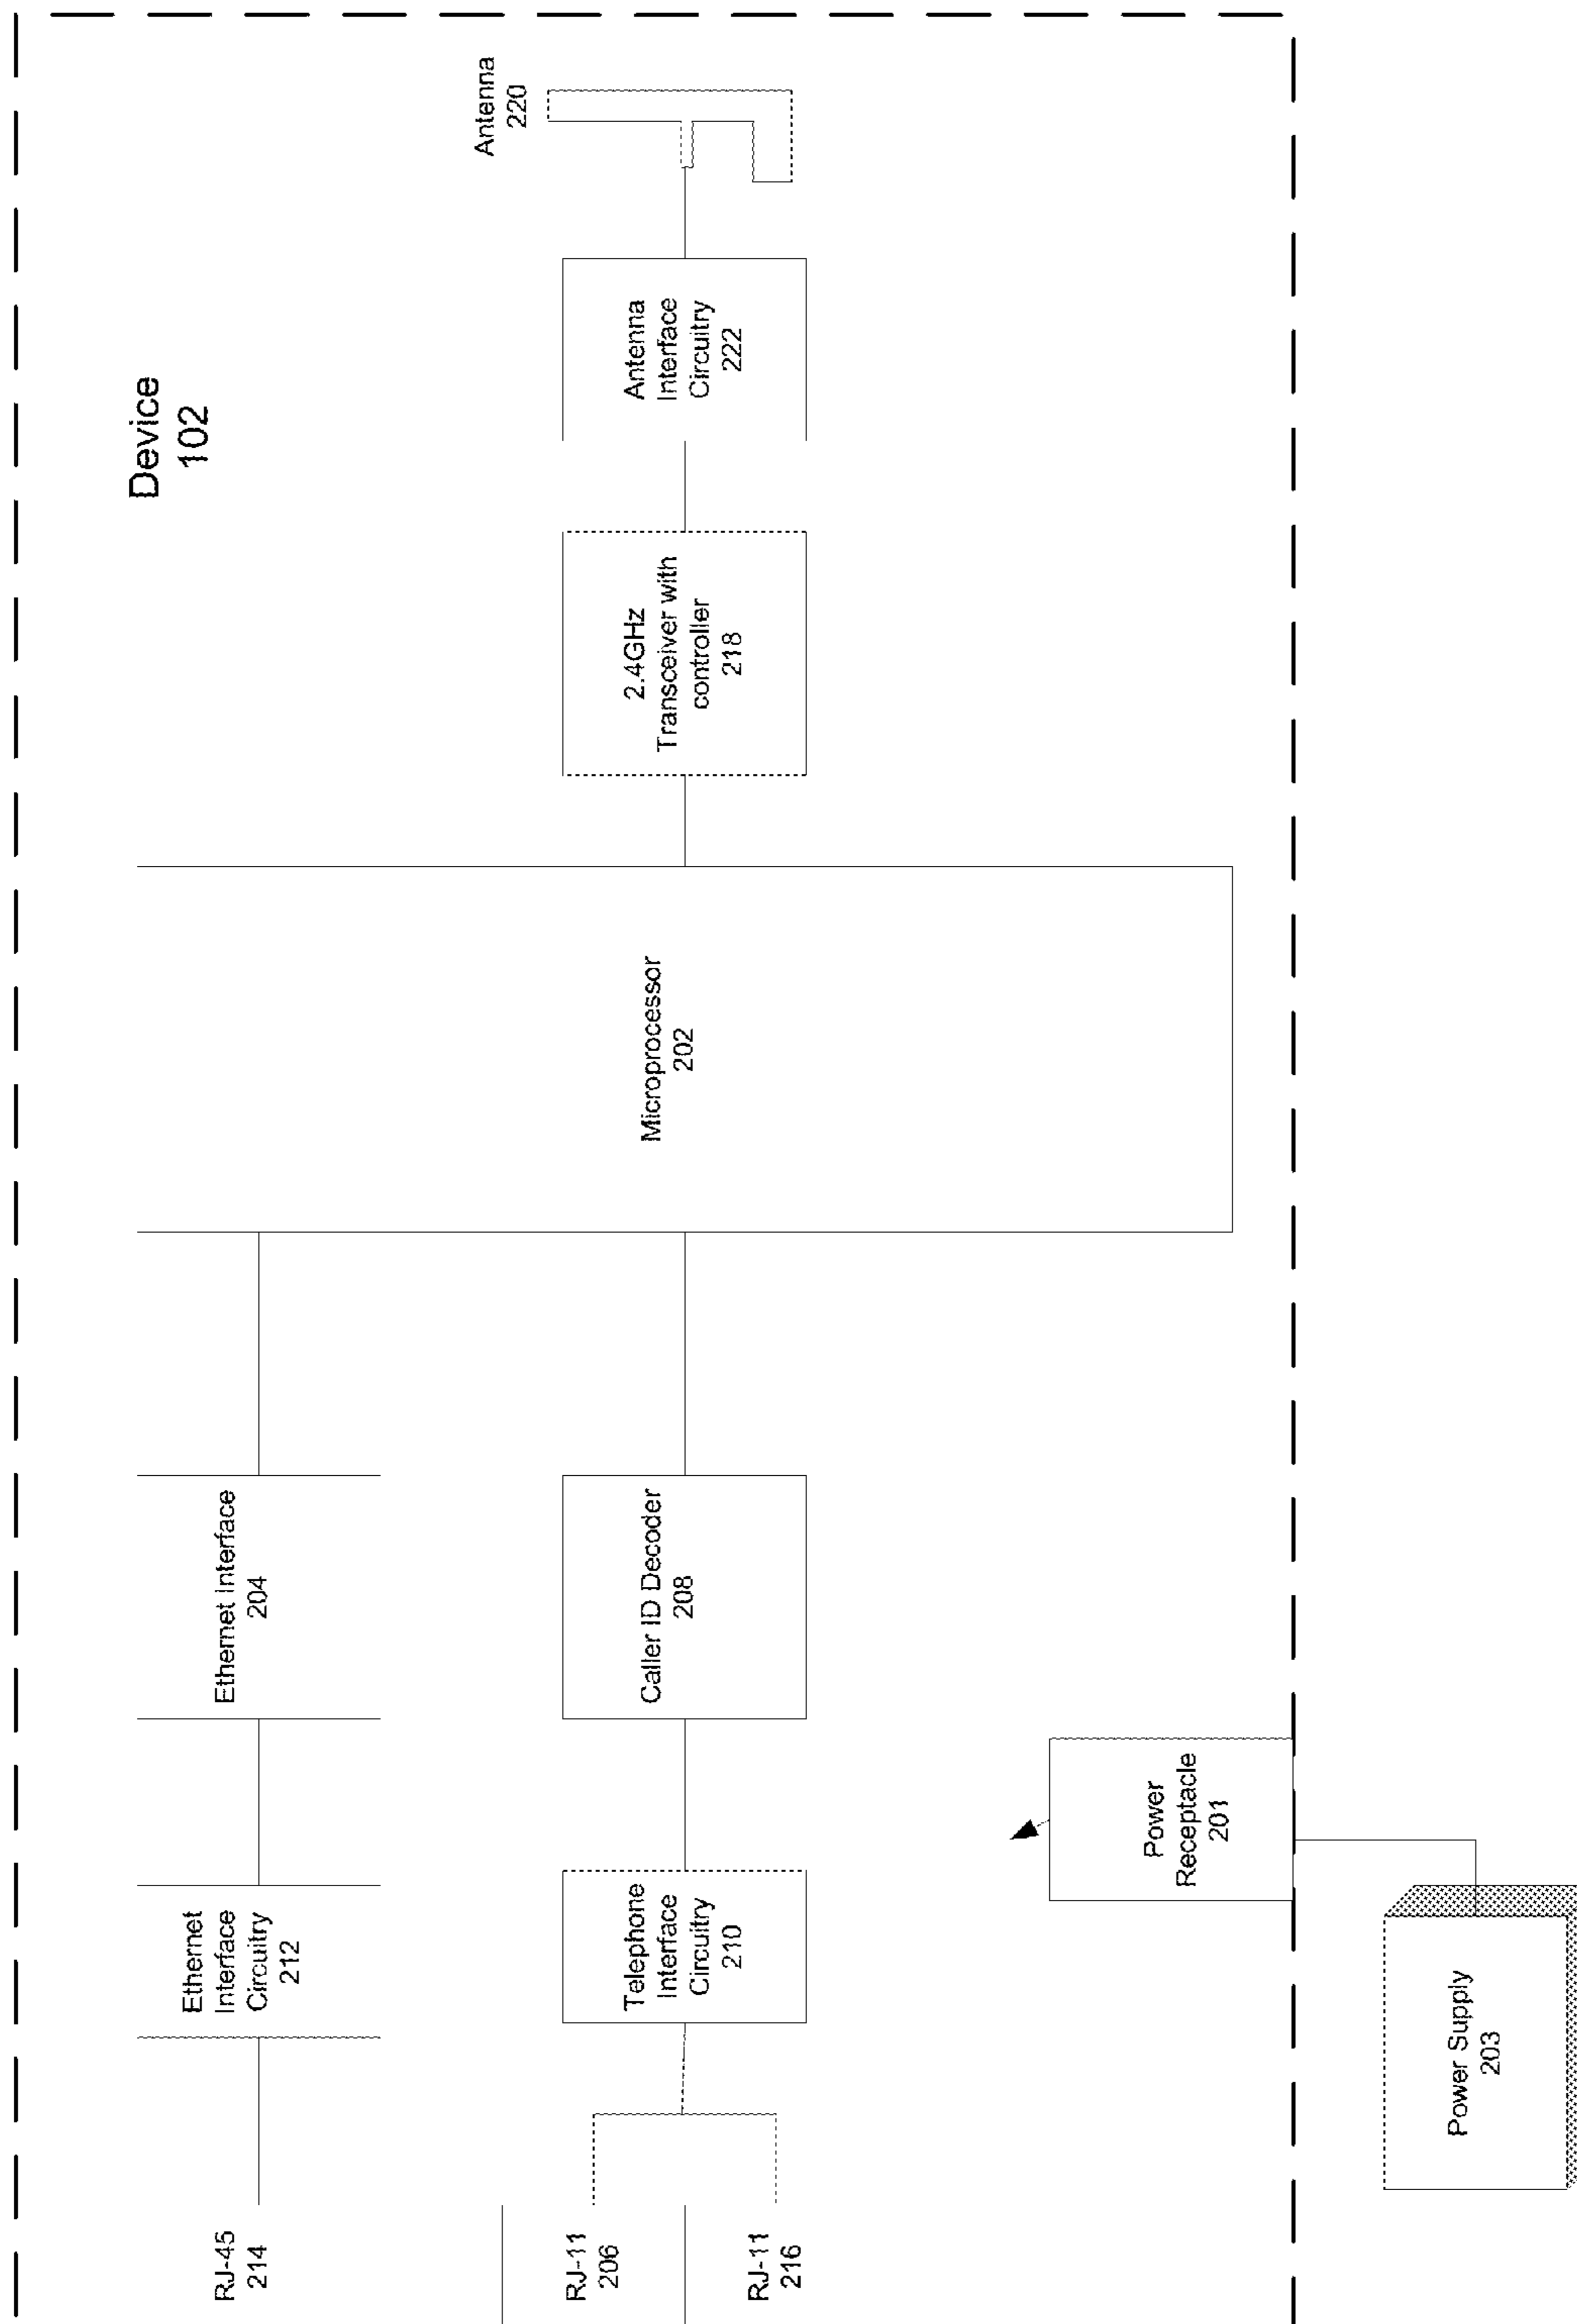 Device
102
RJ-45
214
Ethernet
Interface
Circuitry
212
Ethernet Interface
204
RJ-11
206
RJ-11
216
Telephone
Interface
Circuitry
210
Caller ID Decoder
208
Microprocessor
202
2.4GHz
Transceiver with
controller
218
Antenna
Interface
Circuitry
222
Antenna
220
Power
Receptacle
201
Power Supply
203